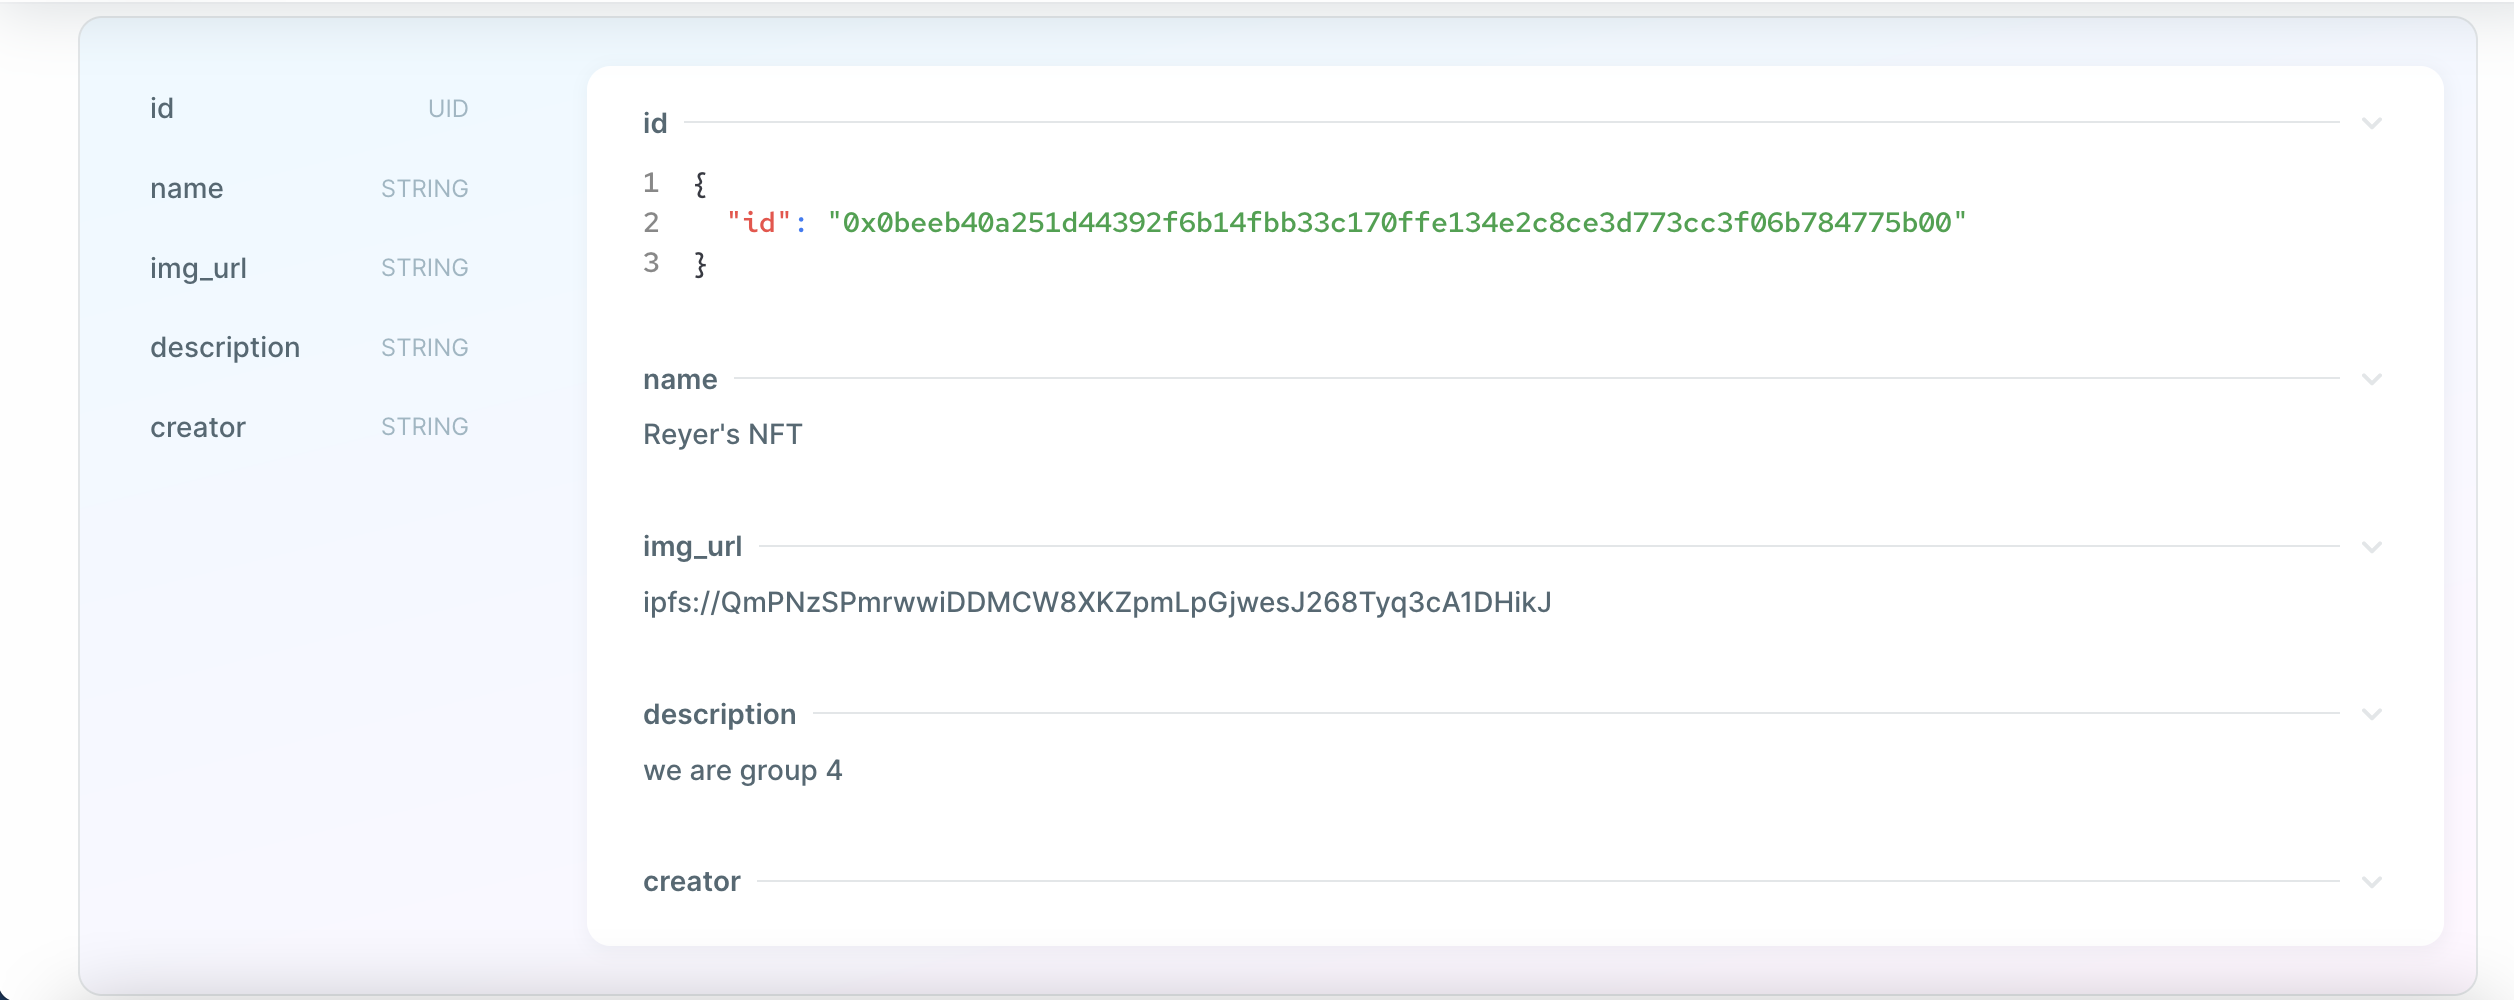 id UID
name STRING
img_url STRING
description STRING
creator STRING
id
1 {
2 "id": "0x0beeb40a251d44392f6b14fbb33c170ffe134e2c8ce3d773cc3f06b784775b00"
3 }
name
Reyer's NFT
img_url
ipfs://QmPNzSPmrwwiDDMCW8XKZpmLpGjwesJ268Tyq3cA1DHikJ
description
we are group 4
creator